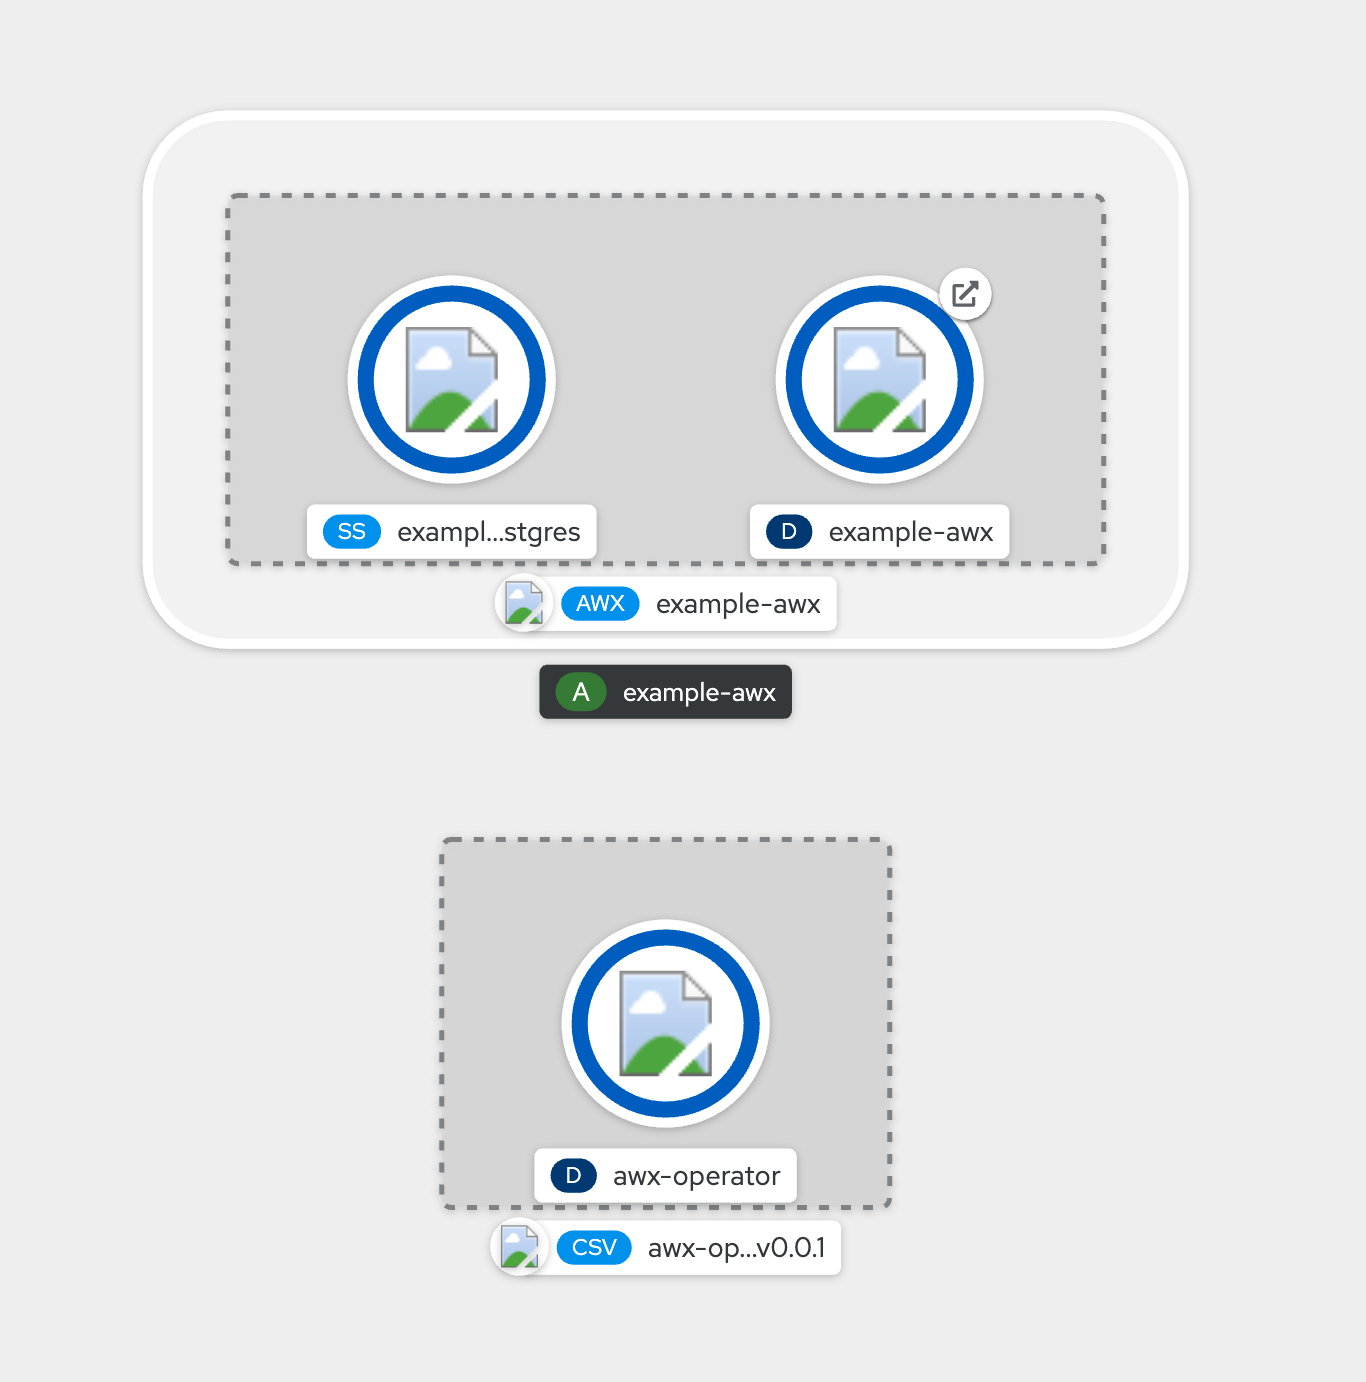 SS exampl...stgres
D example-awx
AWX example-awx
A example-awx
D awx-operator
CSV awx-op...v0.0.1